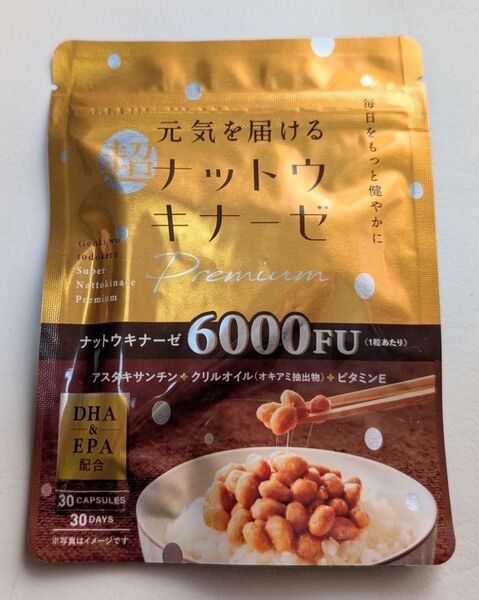 元気を届ける
超
ナットウ
キナーゼ
Premium
毎日をもっと健やかに
Genki wo
todokeru
Super
Nattokinase
Premium
ナットウキナーゼ 6000FU〈1粒あたり〉
アスタキサンチン+クリルオイル(オキアミ抽出物)+ビタミンE
DHA
&
EPA
配合
30 CAPSULES
30 DAYS
※写真はイメージです